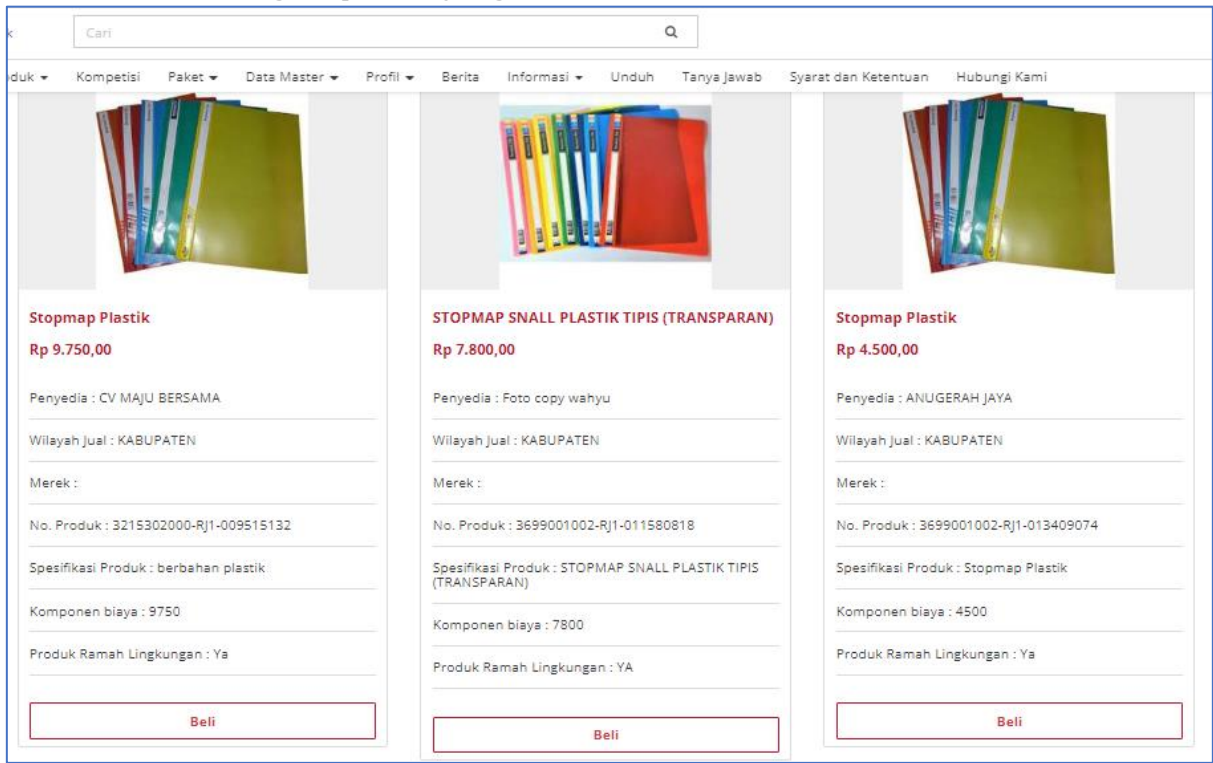 Cari
duk Kompetisi Paket Data Master Profil Berita Informasi Unduh Tanya Jawab Syarat dan Ketentuan Hubungi Kami
Stopmap Plastik
Rp 9.750,00
Penyedia : CV MAJU BERSAMA
Wilayah Jual : KABUPATEN
Merek :
No. Produk : 3215302000-RJ1-009515132
Spesifikasi Produk : berbahan plastik
Komponen biaya : 9750
Produk Ramah Lingkungan : Ya
Beli
STOPMAP SNALL PLASTIK TIPIS (TRANSPARAN)
Rp 7.800,00
Penyedia : Foto copy wahyu
Wilayah Jual : KABUPATEN
Merek :
No. Produk : 3699001002-RJ1-011580818
Spesifikasi Produk : STOPMAP SNALL PLASTIK TIPIS
(TRANSPARAN)
Komponen biaya : 7800
Produk Ramah Lingkungan : YA
Beli
Stopmap Plastik
Rp 4.500,00
Penyedia : ANUGERAH JAYA
Wilayah Jual : KABUPATEN
Merek :
No. Produk : 3699001002-RJ1-013409074
Spesifikasi Produk : Stopmap Plastik
Komponen biaya : 4500
Produk Ramah Lingkungan : Ya
Beli